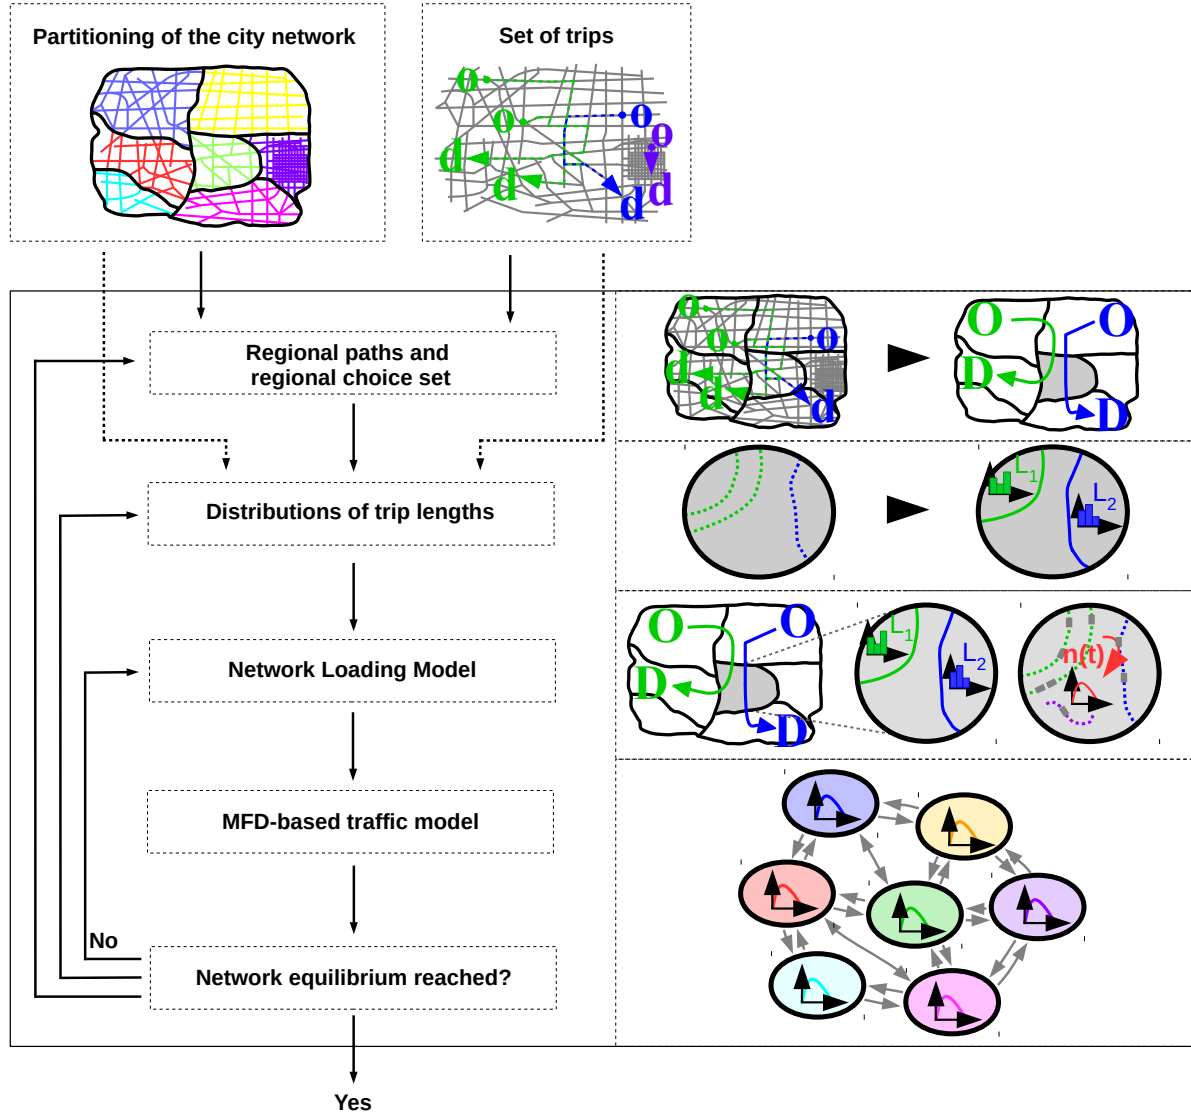 Partitioning of the city network
Set of trips
o
o
o
o
d
d
d
d
Regional paths and
regional choice set
o
o
o
d
d
d
O
O
D
D
Distributions of trip lengths
L1
L2
Network Loading Model
O
O
D
D
L1
L2
n(t)
MFD-based traffic model
No
Network equilibrium reached?
Yes